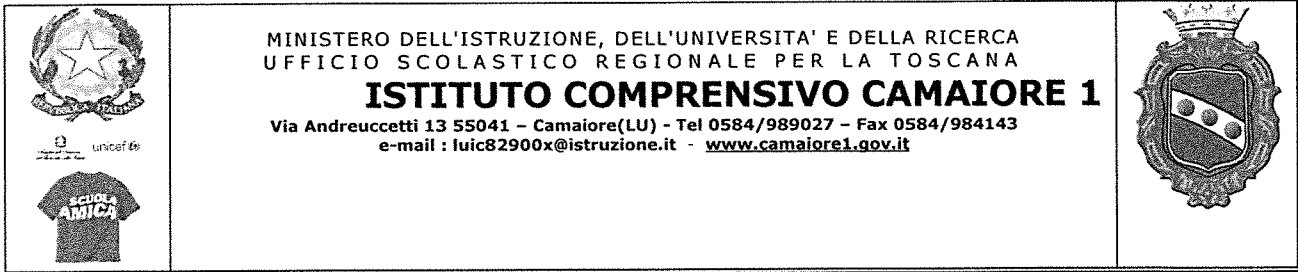 MINISTERO DELL'ISTRUZIONE, DELL'UNIVERSITA' E DELLA RICERCA
UFFICIO SCOLASTICO REGIONALE PER LA TOSCANA
ISTITUTO COMPRENSIVO CAMAIORE 1
Via Andreuccetti 13 55041 – Camaiore(LU) - Tel 0584/989027 – Fax 0584/984143
e-mail : luic82900x@istruzione.it - www.camaiore1.gov.it
unicef
SCUOLA
AMICA